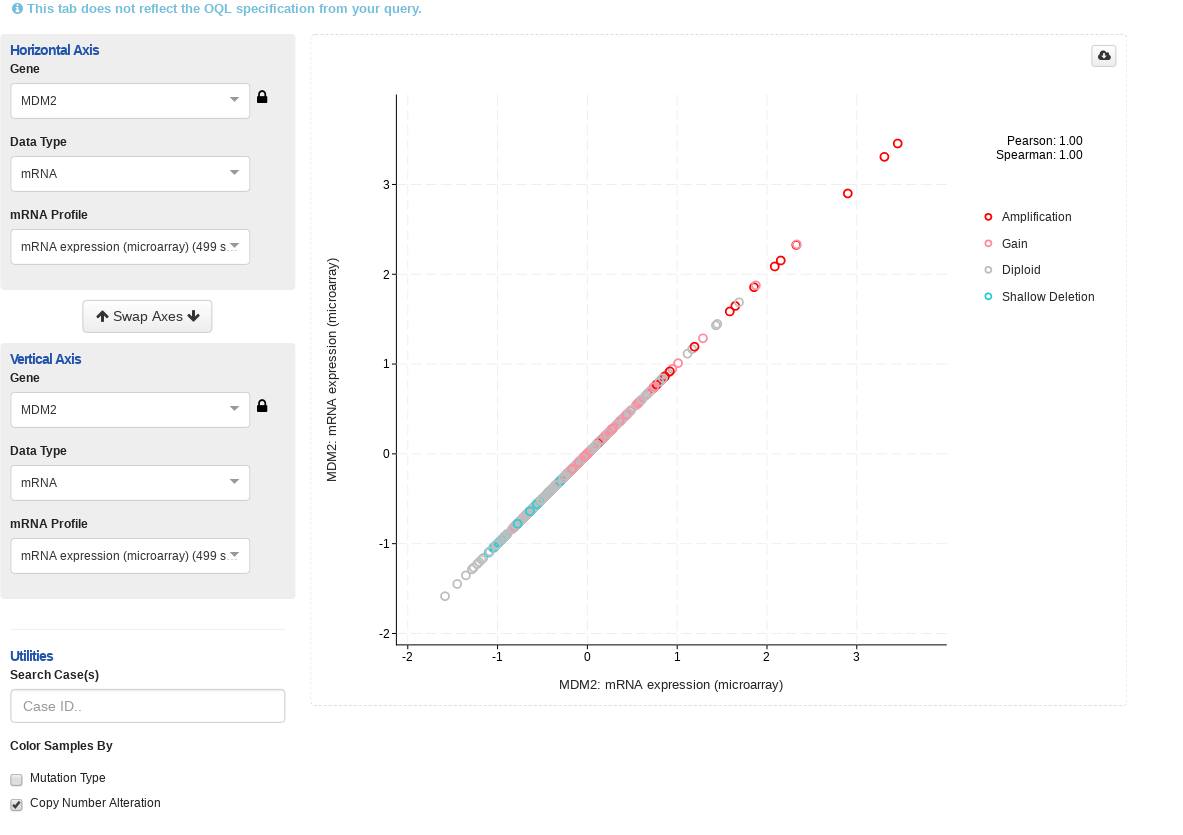 This tab does not reflect the OQL specification from your query.
Horizontal Axis
Gene
MDM2
Data Type
mRNA
mRNA Profile
mRNA expression (microarray) (499 s...
Swap Axes
Vertical Axis
Gene
MDM2
Data Type
mRNA
mRNA Profile
mRNA expression (microarray) (499 s...
Utilities
Search Case(s)
Case ID..
Color Samples By
Mutation Type
Copy Number Alteration
Pearson: 1.00
Spearman: 1.00
Amplification
Gain
Diploid
Shallow Deletion
MDM2: mRNA expression (microarray)
3
2
1
0
-1
-2
-2
-1
0
1
2
3
MDM2: mRNA expression (microarray)